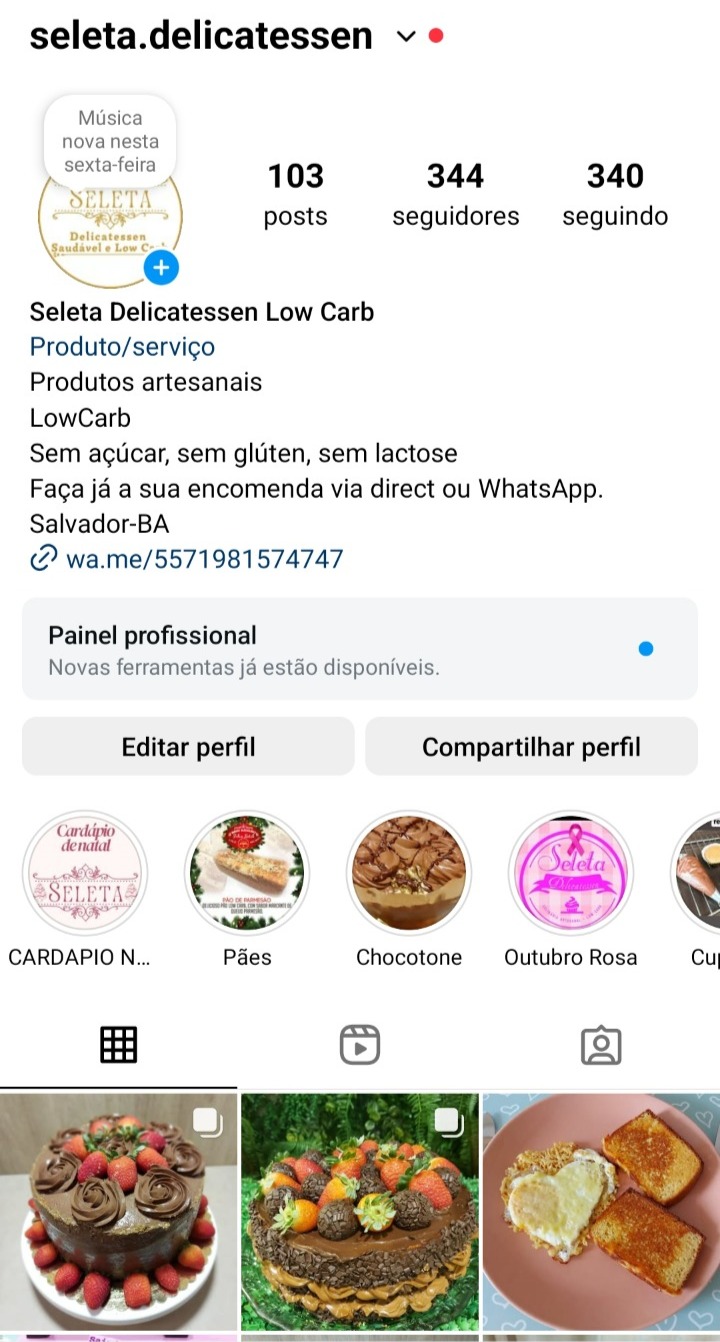 seleta.delicatessen
Música
nova nesta
sexta-feira
SELETA
Delicatessen
Saudável e Low C
103
posts
344
seguidores
340
seguindo
Seleta Delicatessen Low Carb
Produto/serviço
Produtos artesanais
LowCarb
Sem açúcar, sem glúten, sem lactose
Faça já a sua encomenda via direct ou WhatsApp.
Salvador-BA
wa.me/5571981574747
Painel profissional
Novas ferramentas já estão disponíveis.
Editar perfil
Compartilhar perfil
Cardápio
de natal
SELETA
PÃO DE PARMESÃO
Seleta
Delicatessen
CARDAPIO N...
Pães
Chocotone
Outubro Rosa
Cup